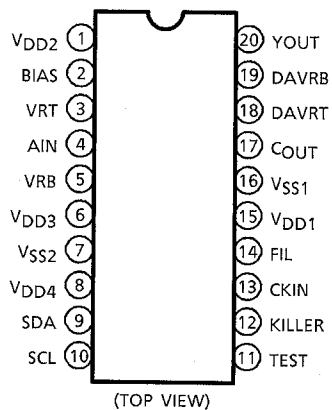 VDD2 1 20 YOUT
BIAS 2 19 DAVRB
VRT 3 18 DAVRT
AIN 4 17 COUT
VRB 5 16 VSS1
VDD3 6 15 VDD1
VSS2 7 14 FIL
VDD4 8 13 CKIN
SDA 9 12 KILLER
SCL 10 11 TEST
(TOP VIEW)